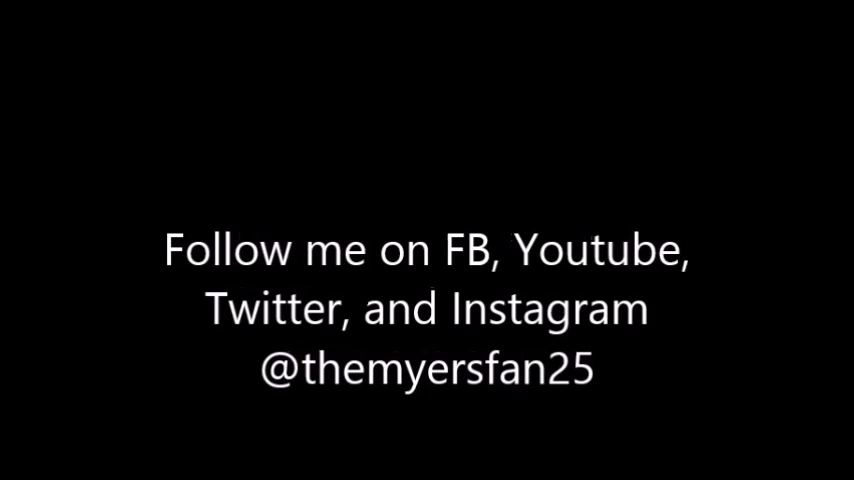 Follow me on FB, Youtube,
Twitter, and Instagram
@themyersfan25